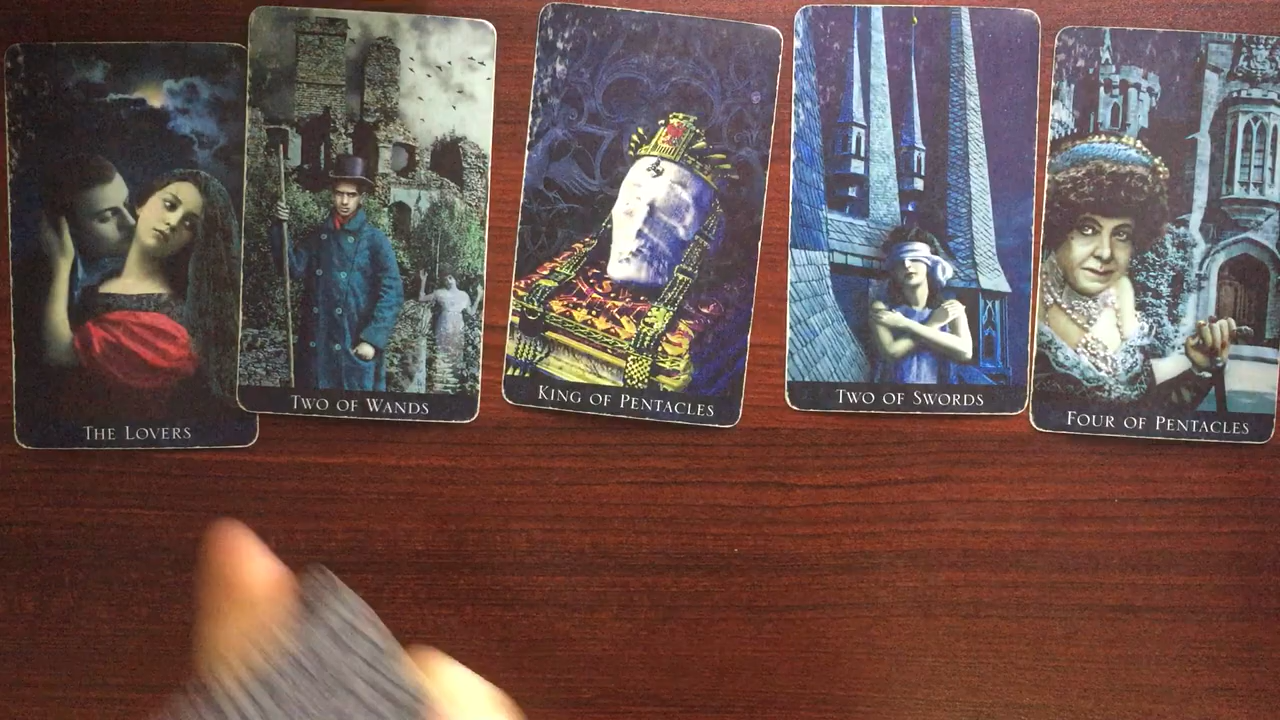 THE LOVERS
TWO OF WANDS
KING OF PENTACLES
TWO OF SWORDS
FOUR OF PENTACLES